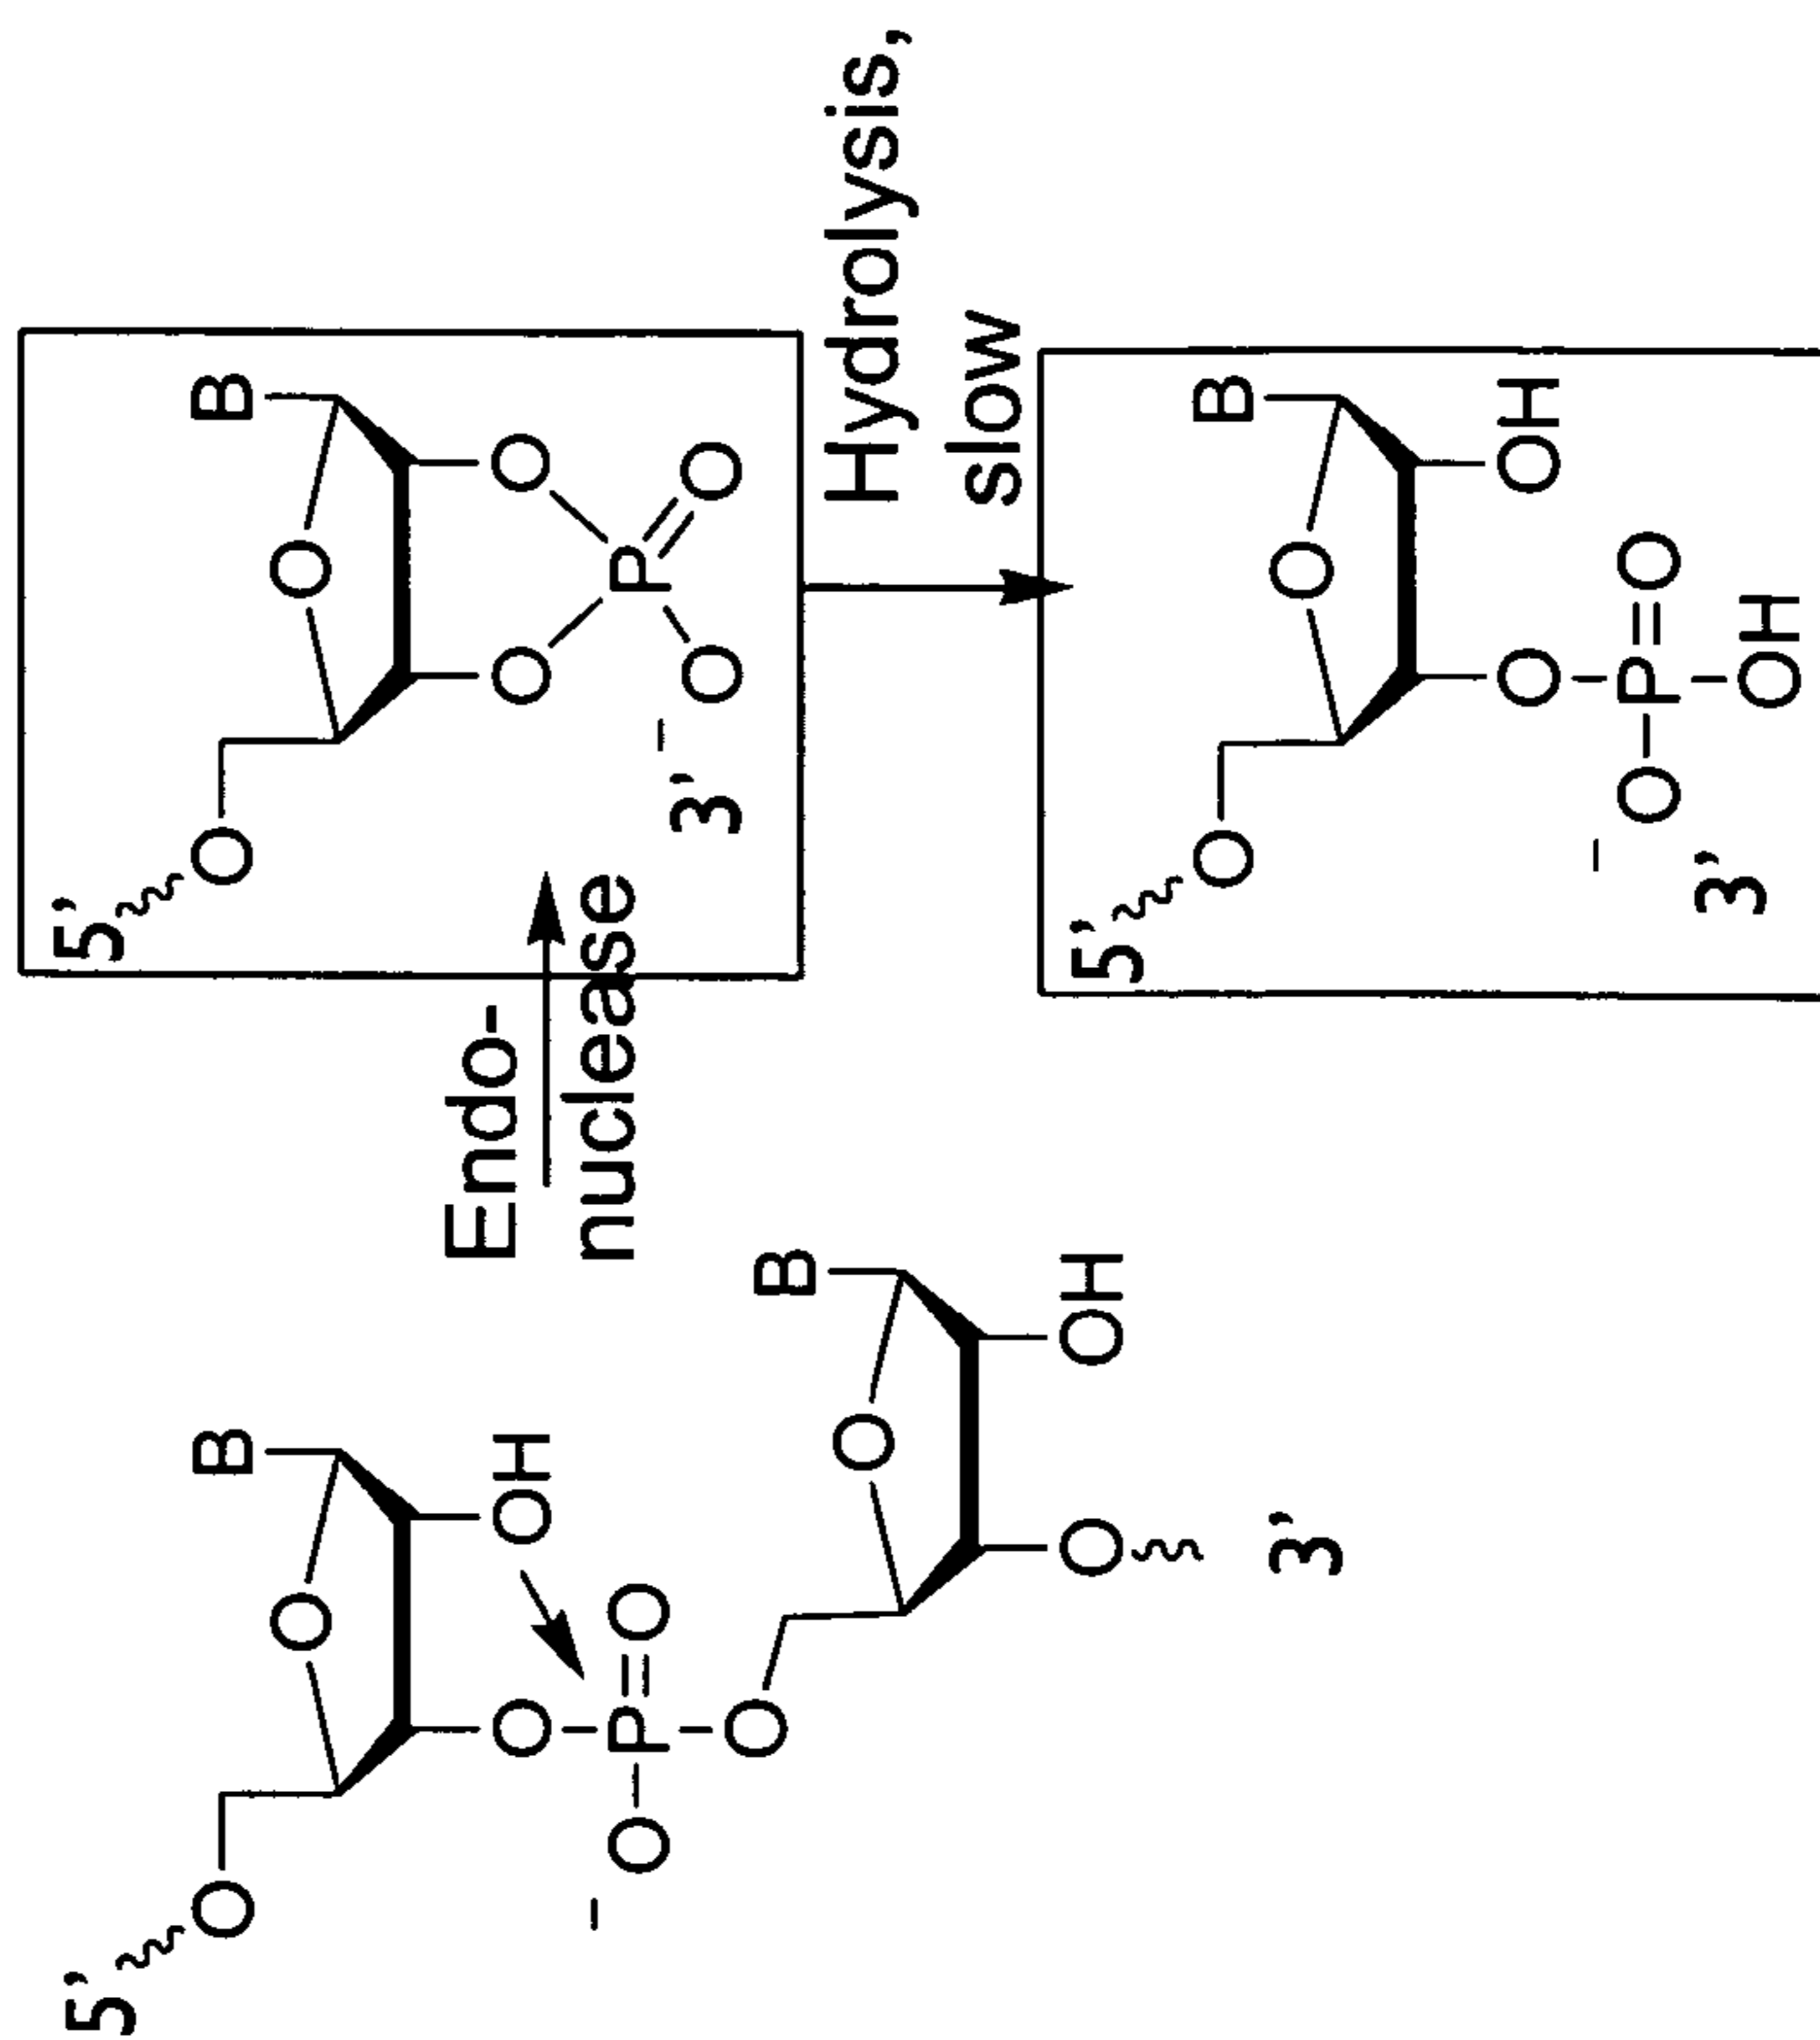 5' 5'
O B O B
O O
Endo-
O OH O O
nuclease
- O-P=O P
3' - O O
O B
O Hydrolysis,
slow
O OH 5'
O B
3' O
O OH
- O-P=O
3' OH